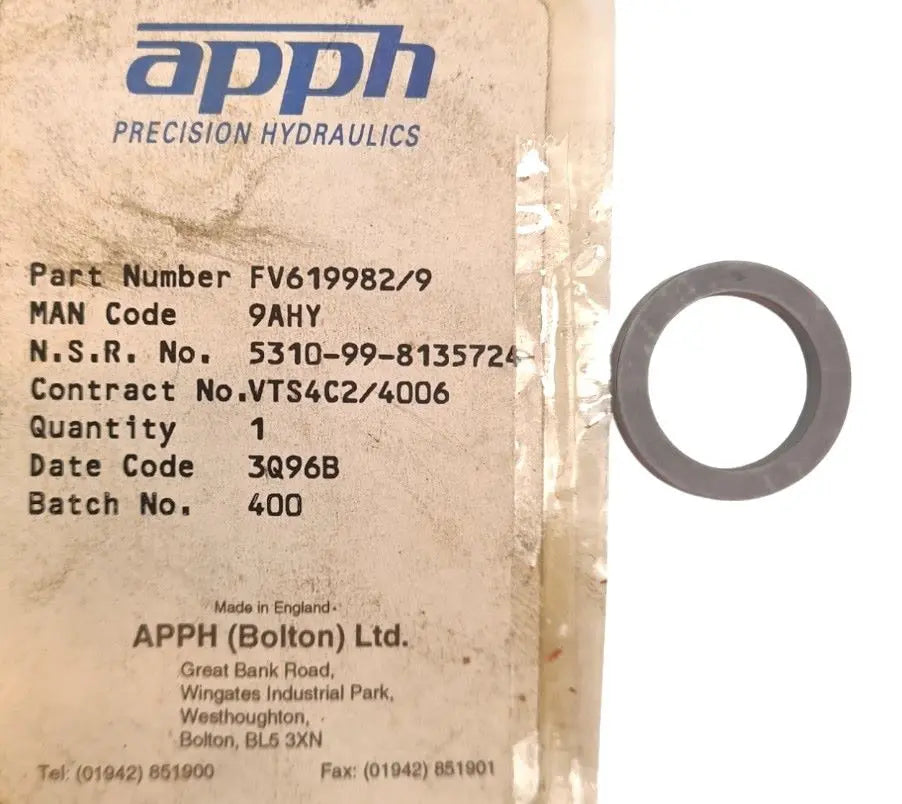 apph
PRECISION HYDRAULICS
Part Number FV619982/9
MAN Code 9AHY
N.S.R. No. 5310-99-8135724
Contract No.VTS4C2/4006
Quantity 1
Date Code 3Q96B
Batch No. 400
Made in England
APPH (Bolton) Ltd.
Great Bank Road,
Wingates Industrial Park,
Westhoughton,
Bolton, BL5 3XN
Tel: (01942) 851900 Fax: (01942) 851901